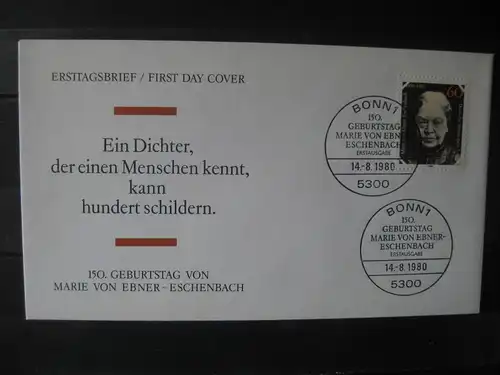 ERSTTAGSBRIEF / FIRST DAY COVER
Ein Dichter,
der einen Menschen kennt,
kann
hundert schildern.
150. GEBURTSTAG VON
MARIE VON EBNER-ESCHENBACH
60
BONN 1
150.
GEBURTSTAG
MARIE VON EBNER-
ESCHENBACH
ERSTAUSGABE
14.-8.1980
5300
BONN 1
150.
GEBURTSTAG
MARIE VON EBNER-
ESCHENBACH
ERSTAUSGABE
14.-8.1980
5300